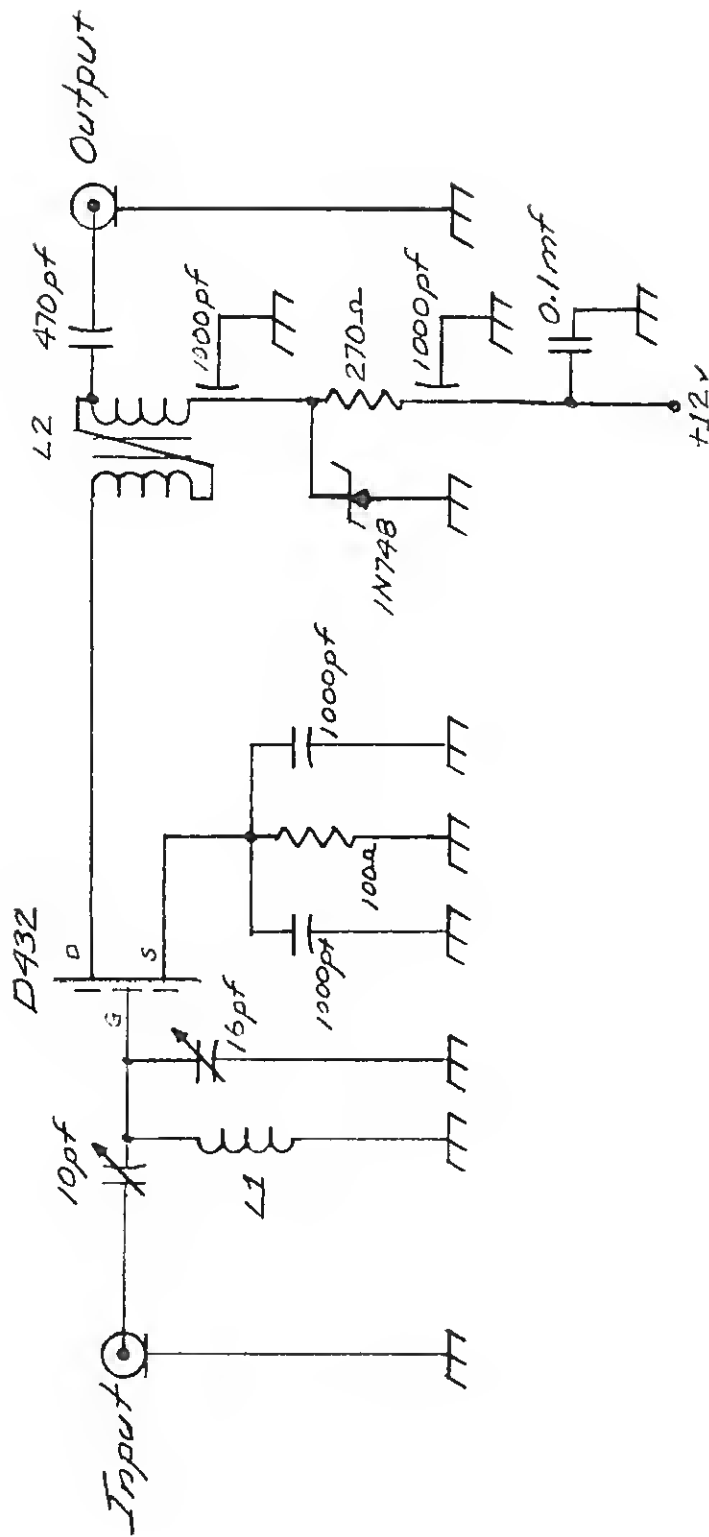 Input
10pf
L1
16pf
D432
G
D
S
1000pf
100Ω
1000pf
L2
470pf
Output
1000pf
1N748
270Ω
1000pf
0.1mf
+12v